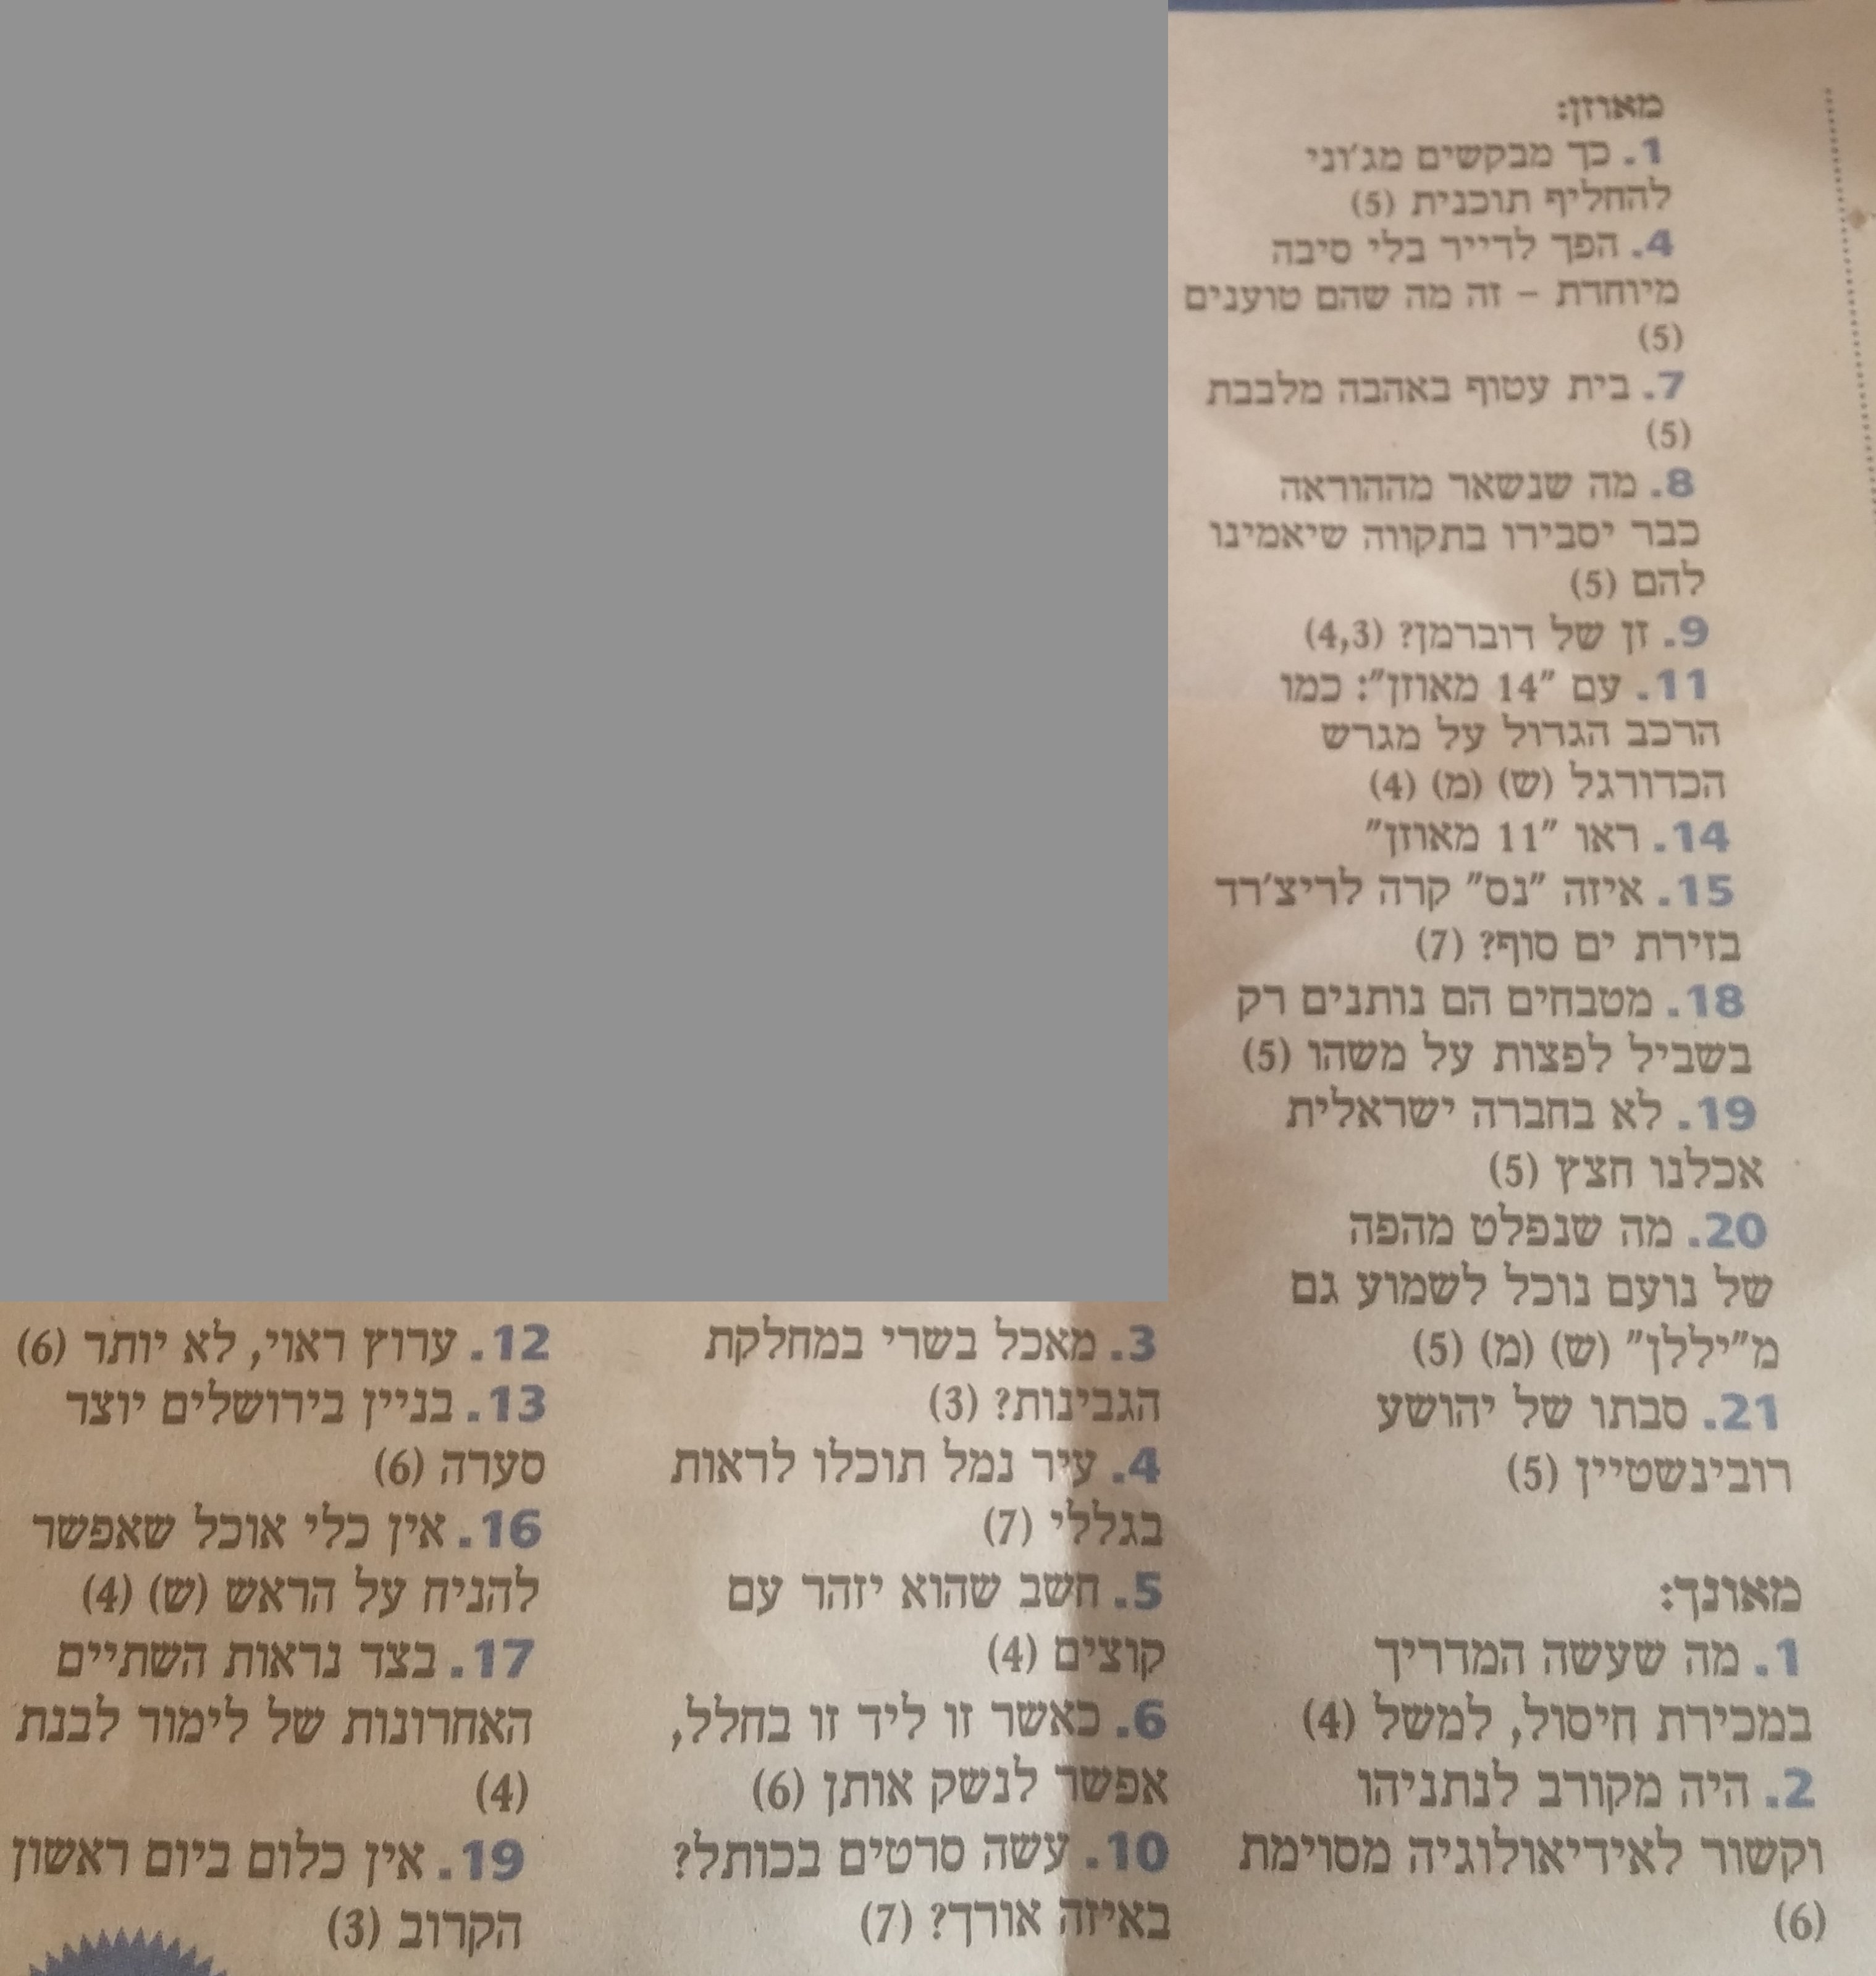 מאוזן:
1. כך מבקשים מג'וני
להחליף תוכנית (5)
4. הפך לדייר בלי סיבה
מיוחדת – זה מה שהם טוענים
(5)
7. בית עטוף באהבה מלבבת
(5)
8. מה שנשאר מההוראה
כבר יסבירו בתקווה שיאמינו
להם (5)
9. זן של דוברמן? (4,3)
11. עם "14 מאוזן": כמו
הרכב הגדול על מגרש
הכדורגל (ש) (מ) (4)
14. ראו "11 מאוזן"
15. איזה "נס" קרה לריצ'רד
בזירת ים סוף? (7)
18. מטבחים הם נותנים רק
בשביל לפצות על משהו (5)
19. לא בחברה ישראלית
אכלנו חצץ (5)
20. מה שנפלט מהפה
של נועם נוכל לשמוע גם
מ"יללן" (ש) (מ) (5)
21. סבתו של יהושע
רובינשטיין (5)
מאונך:
1. מה שעשה המדריך
במכירת חיסול, למשל (4)
2. היה מקורב לנתניהו
וקשור לאידיאולוגיה מסוימת
(6)
3. מאכל בשרי במחלקת
הגבינות? (3)
4. עיר נמל תוכלו לראות
בגללי (7)
5. חשב שהוא יזהר עם
קוצים (4)
6. כאשר זו ליד זו בחלל,
אפשר לנשק אותן (6)
10. עשה סרטים בכותל?
באיזה אורך? (7)
12. ערוץ ראוי, לא יותר (6)
13. בניין בירושלים יוצר
סערה (6)
16. אין כלי אוכל שאפשר
להניח על הראש (ש) (4)
17. בצד נראות השתיים
האחרונות של לימור לבנת
(4)
19. אין כלום ביום ראשון
הקרוב (3)